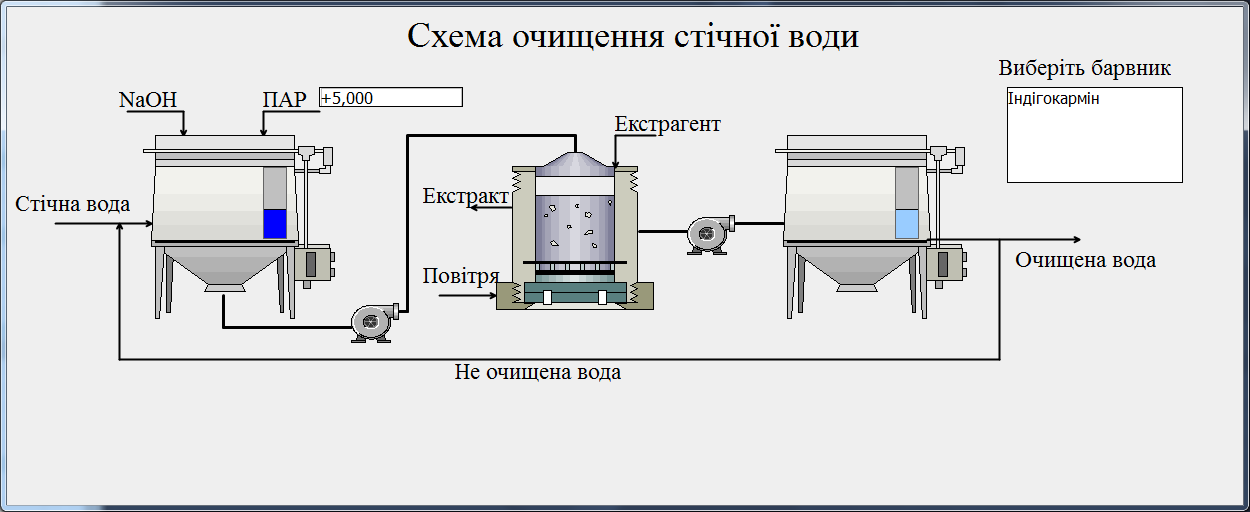 Схема очищення стічної води
Виберіть барвник
Індігокармін
NaOH
ПАР
+5,000
Екстрагент
Екстракт
Стічна вода
Повітря
Очищена вода
Не очищена вода